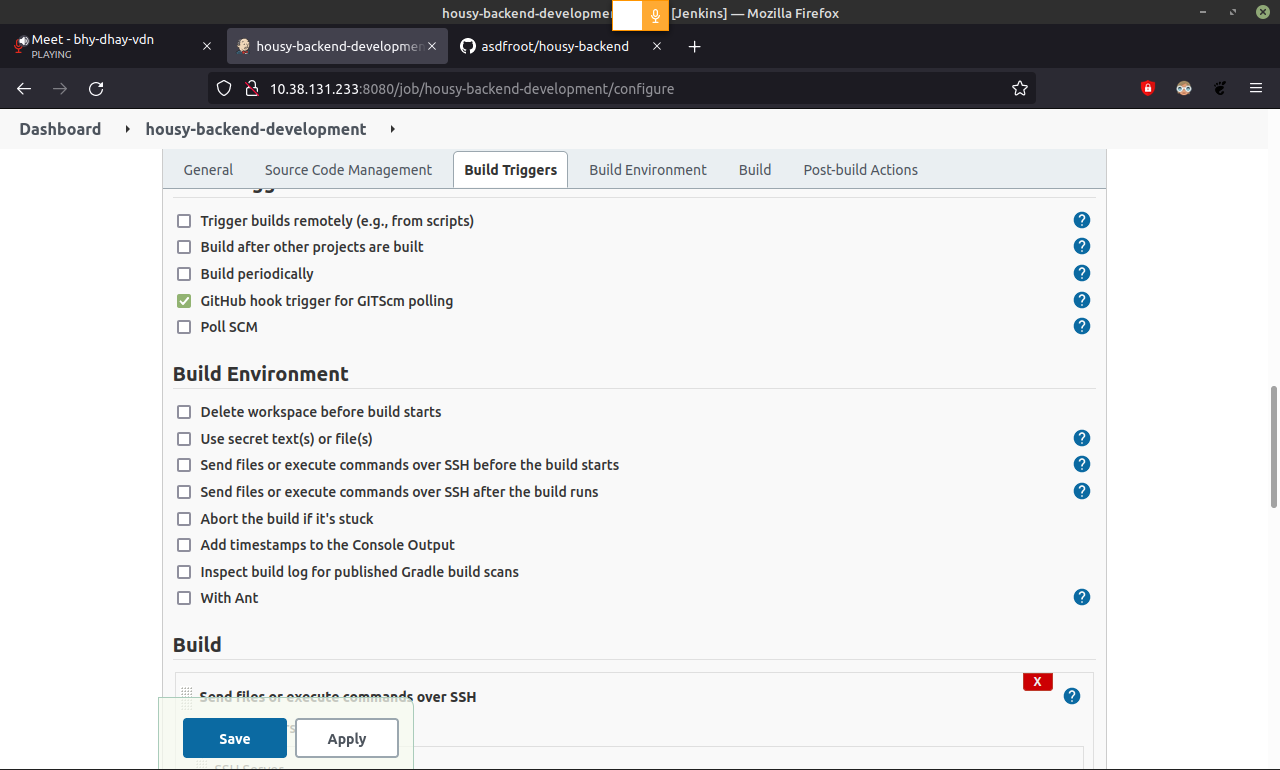 housy-backend-developmen [Jenkins] — Mozilla Firefox
Meet - bhy-dhay-vdn
PLAYING
housy-backend-developmen
asdfroot/housy-backend
10.38.131.233:8080/job/housy-backend-development/configure
Dashboard
housy-backend-development
General
Source Code Management
Build Triggers
Build Environment
Build
Post-build Actions
Trigger builds remotely (e.g., from scripts)
Build after other projects are built
Build periodically
GitHub hook trigger for GITScm polling
Poll SCM
Build Environment
Delete workspace before build starts
Use secret text(s) or file(s)
Send files or execute commands over SSH before the build starts
Send files or execute commands over SSH after the build runs
Abort the build if it's stuck
Add timestamps to the Console Output
Inspect build log for published Gradle build scans
With Ant
Build
X
Send files or execute commands over SSH
Save
Apply
SSH Server